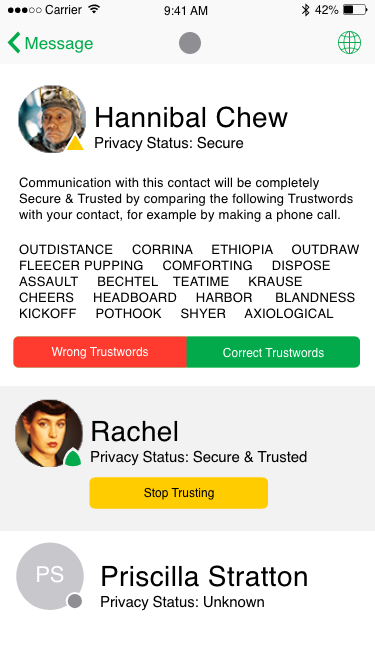 Carrier 9:41 AM 42%
Message
Hannibal Chew
Privacy Status: Secure
Communication with this contact will be completely
Secure & Trusted by comparing the following Trustwords
with your contact, for example by making a phone call.
OUTDISTANCE CORRINA ETHIOPIA OUTDRAW
FLEECER PUPPING COMFORTING DISPOSE
ASSAULT BECHTEL TEATIME KRAUSE
CHEERS HEADBOARD HARBOR BLANDNESS
KICKOFF POTHOOK SHYER AXIOLOGICAL
Wrong Trustwords Correct Trustwords
Rachel
Privacy Status: Secure & Trusted
Stop Trusting
PS Priscilla Stratton
Privacy Status: Unknown